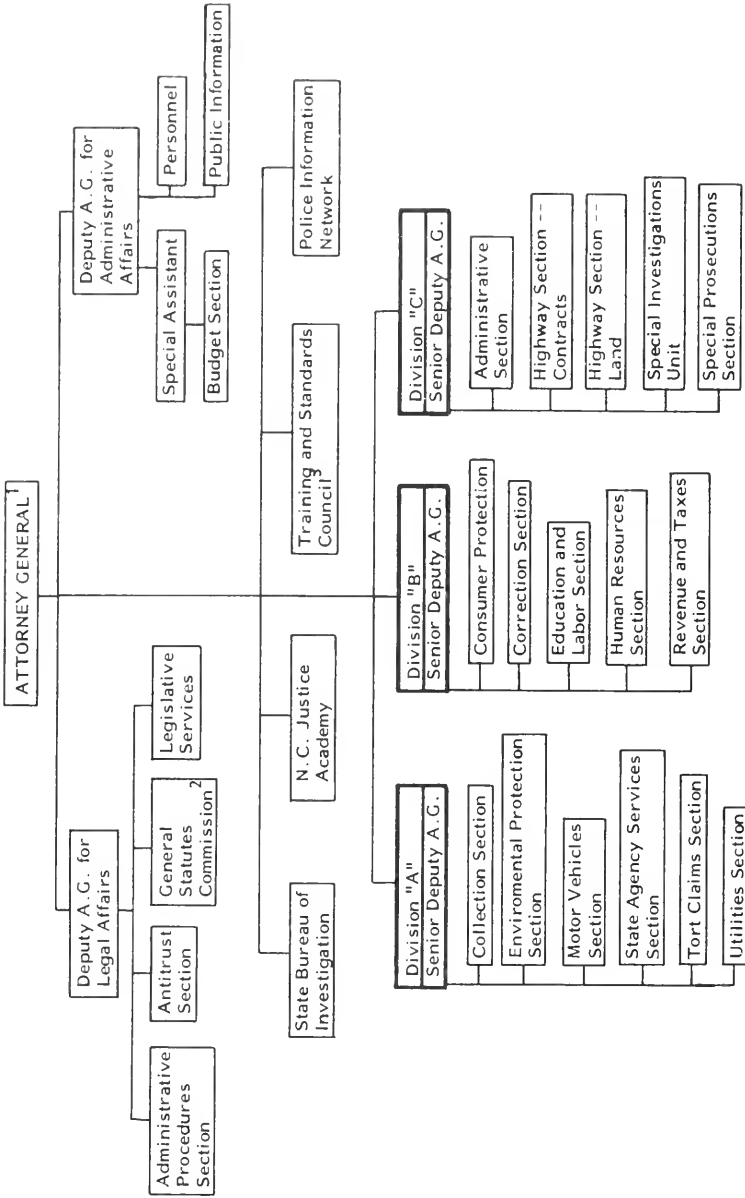 ATTORNEY GENERAL1
Deputy A.G. for
Legal Affairs
Deputy A.G. for
Administrative
Affairs
Administrative
Procedures
Section
Antitrust
Section
General
Statutes
Commission2
Legislative
Services
Special Assistant
Budget Section
Personnel
Public Information
State Bureau of
Investigation
N.C. Justice
Academy
Training and Standards
Council3
Police Information
Network
Division "A"
Senior Deputy A.G.
Collection Section
Enviromental Protection
Section
Motor Vehicles
Section
State Agency Services
Section
Tort Claims Section
Utilities Section
Division "B"
Senior Deputy A.G.
Consumer Protection
Correction Section
Education and
Labor Section
Human Resources
Section
Revenue and Taxes
Section
Division "C"
Senior Deputy A.G.
Administrative
Section
Highway Section --
Contracts
Highway Section --
Land
Special Investigations
Unit
Special Prosecutions
Section